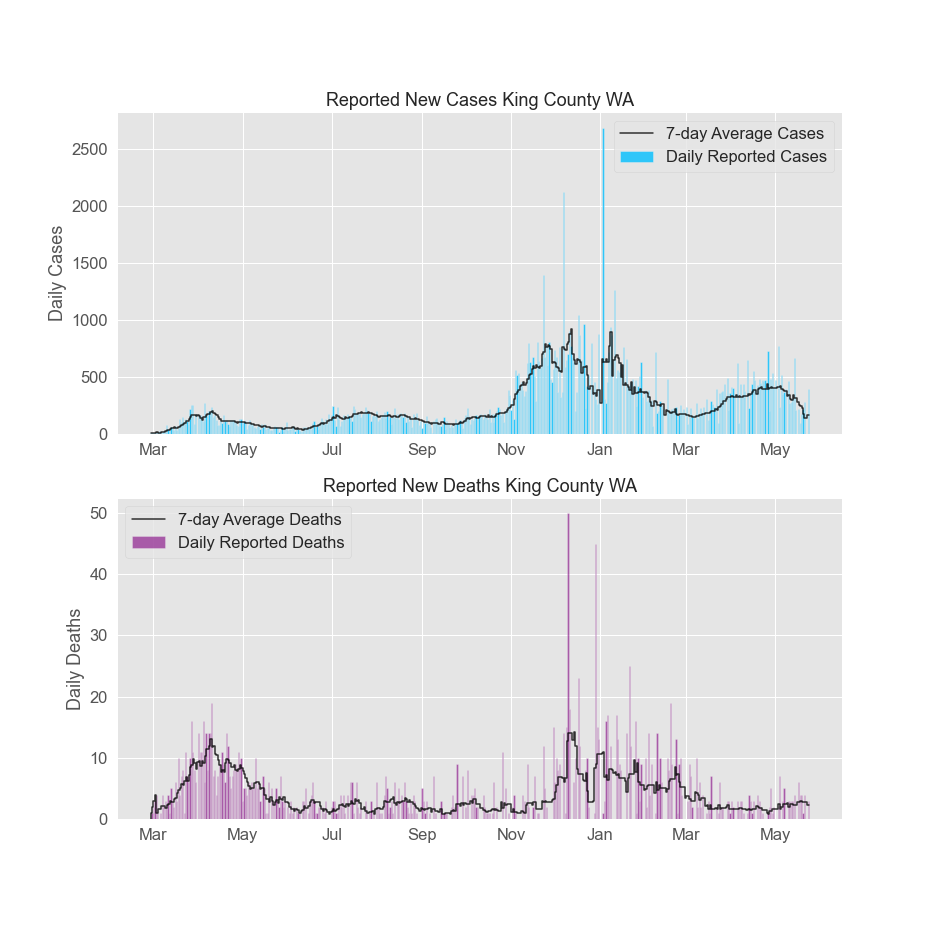 Reported New Cases King County WA
7-day Average Cases
Daily Reported Cases
Daily Cases
2500
2000
1500
1000
500
0
Mar May Jul Sep Nov Jan Mar May
Reported New Deaths King County WA
7-day Average Deaths
Daily Reported Deaths
Daily Deaths
50
40
30
20
10
0
Mar May Jul Sep Nov Jan Mar May